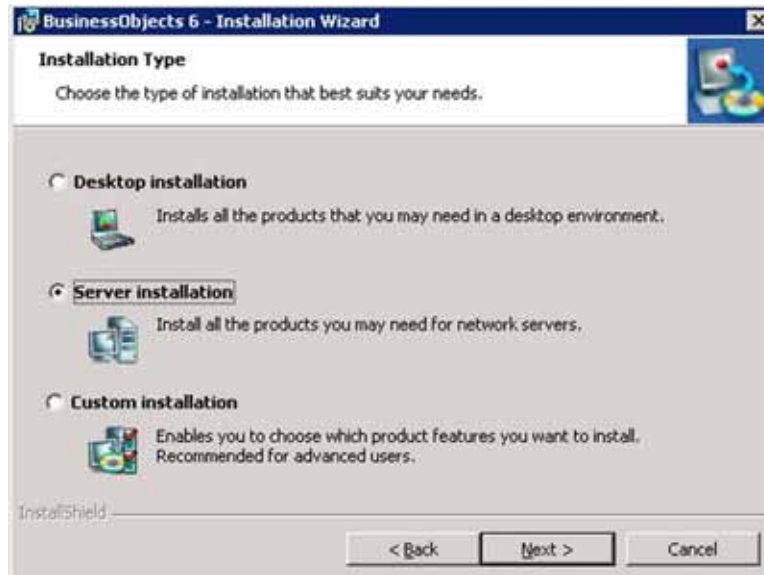 BusinessObjects 6 - Installation Wizard
Installation Type
Choose the type of installation that best suits your needs.
Desktop installation
Installs all the products that you may need in a desktop environment.
Server installation
Install all the products you may need for network servers.
Custom installation
Enables you to choose which product features you want to install.
Recommended for advanced users.
InstallShield
< Back
Next >
Cancel